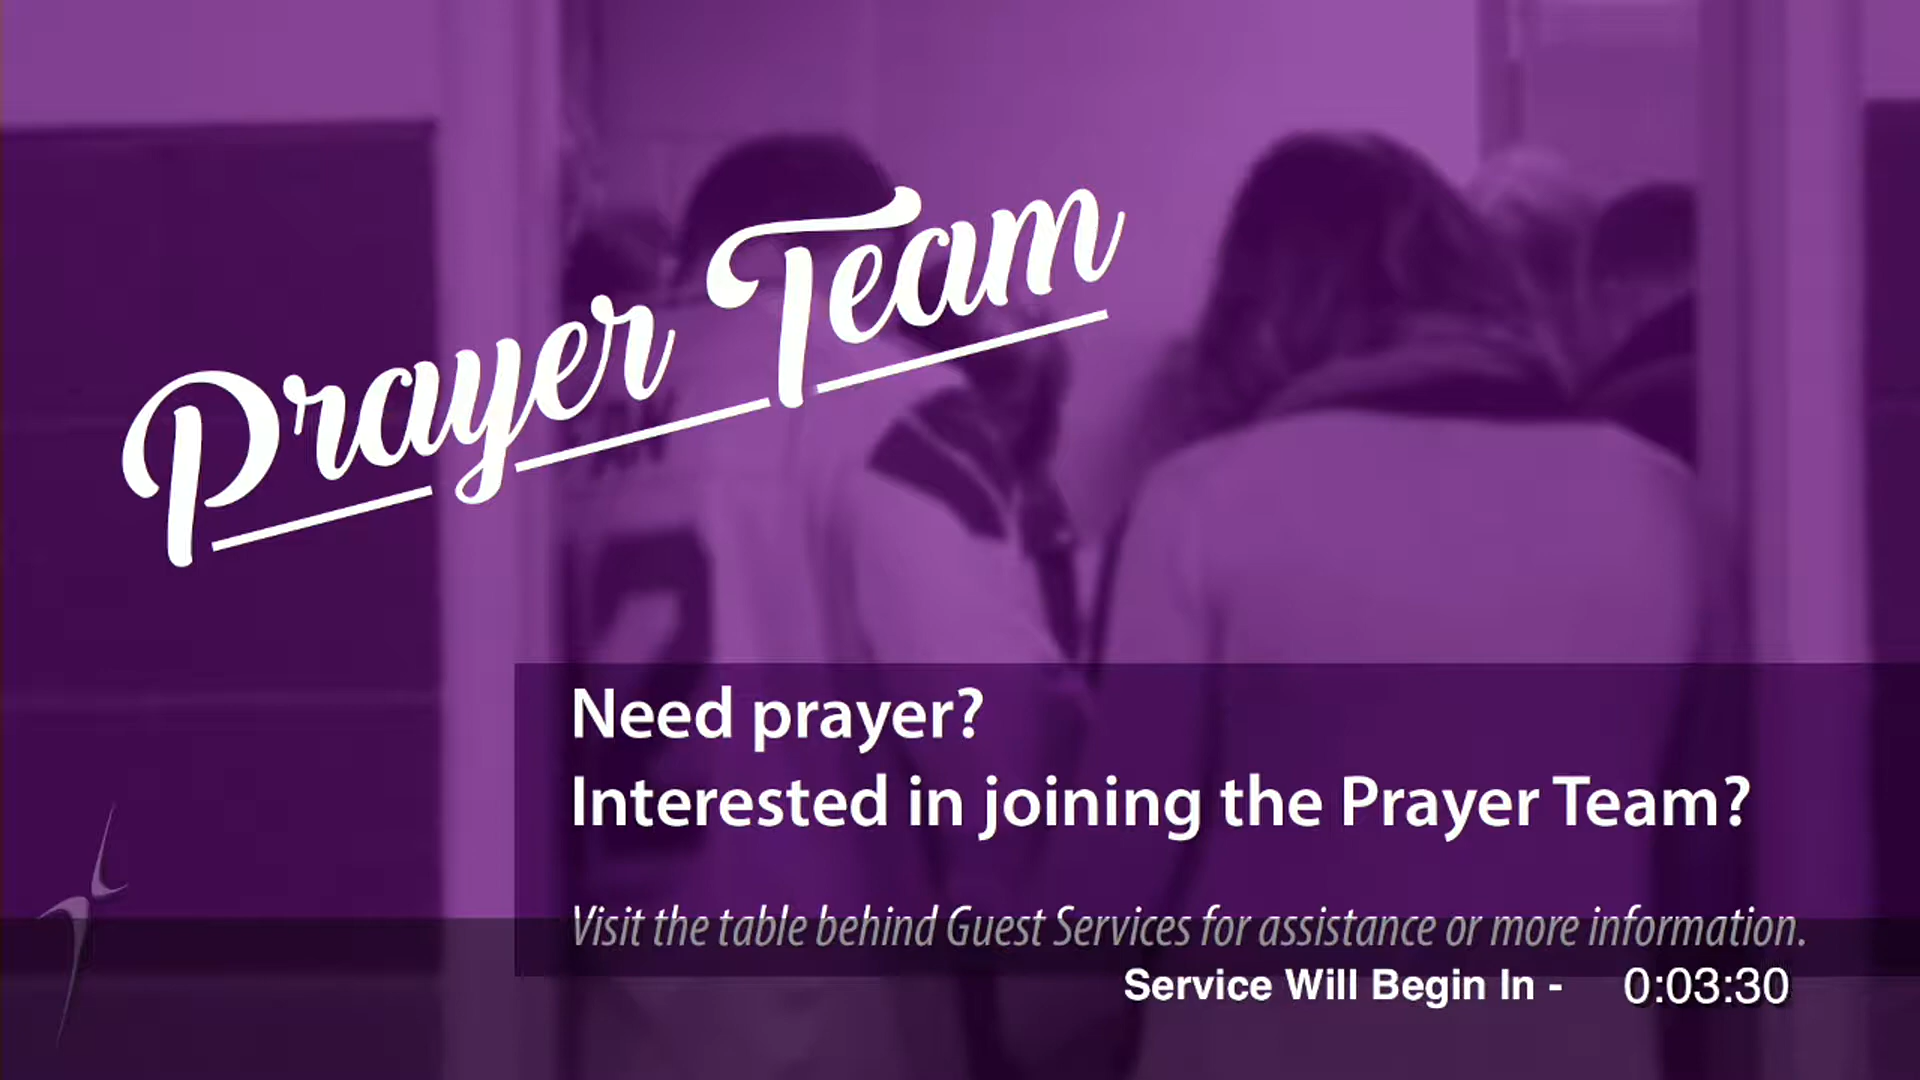 Prayer Team
Need prayer?
Interested in joining the Prayer Team?
Visit the table behind Guest Services for assistance or more information.
Service Will Begin In - 0:03:30